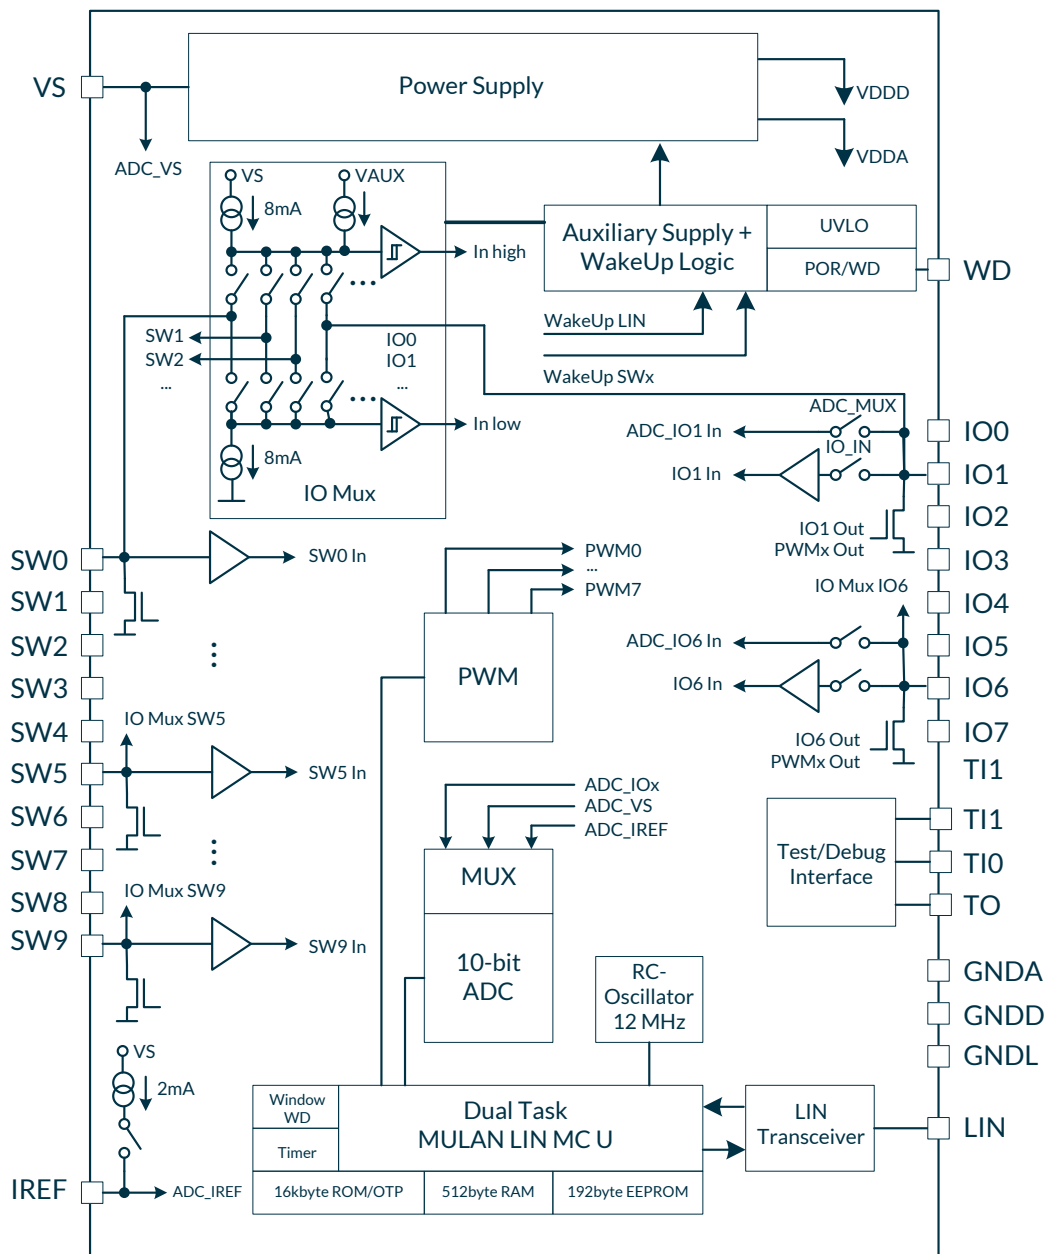 VS
Power Supply
VDDD
VDDA
ADC_VS
VS
VAUX
8mA
In high
Auxiliary Supply +
WakeUp Logic
UVLO
POR/WD
WD
SW1
SW2
...
IO0
IO1
...
WakeUp LIN
WakeUp SWx
In low
8mA
IO Mux
ADC_MUX
ADC_IO1 In
IO_IN
IO1 In
IO1 Out
PWMx Out
IO0
IO1
IO2
IO3
IO4
IO5
IO6
IO7
TI1
SW0
SW1
SW2
SW3
SW4
SW5
SW6
SW7
SW8
SW9
SW0 In
PWM0
...
PWM7
PWM
IO Mux IO6
ADC_IO6 In
IO6 In
IO6 Out
PWMx Out
IO Mux SW5
SW5 In
IO Mux SW9
SW9 In
ADC_IOx
ADC_VS
ADC_IREF
MUX
10-bit
ADC
Test/Debug
Interface
TI1
TI0
TO
RC-
Oscillator
12 MHz
GNDA
GNDD
GNDL
VS
2mA
IREF
ADC_IREF
Window
WD
Timer
Dual Task
MULAN LIN MC U
16kbyte ROM/OTP
512byte RAM
192byte EEPROM
LIN
Transceiver
LIN